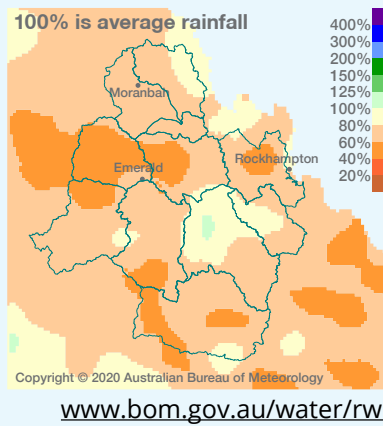 100% is average rainfall
400%
300%
200%
150%
125%
100%
80%
60%
40%
20%
Moranbah
Rockhampton
Emerald
Copyright © 2020 Australian Bureau of Meteorology
www.bom.gov.au/water/rw